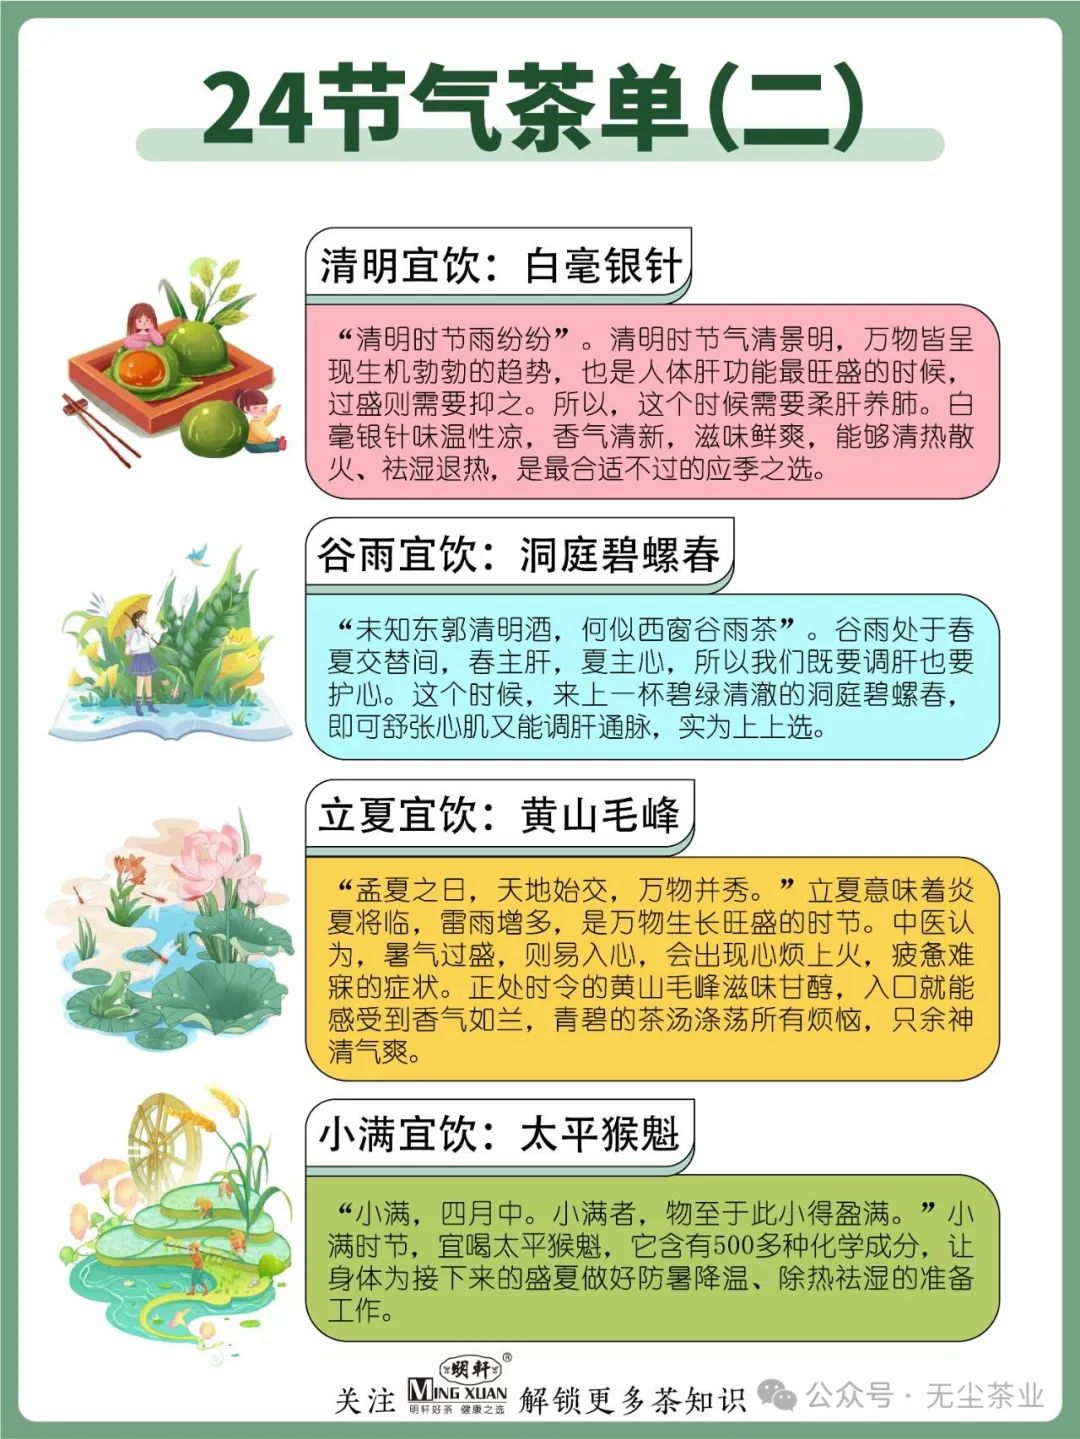 24节气茶单(二)
清明宜饮：白毫银针
“清明时节雨纷纷”。清明时节气清景明，万物皆呈
现生机勃勃的趋势，也是人体肝功能最旺盛的时候，
过盛则需要抑之。所以，这个时候需要柔肝养肺。白
毫银针味温性凉，香气清新，滋味鲜爽，能够清热散
火、祛湿退热，是最合适不过的应季之选。
谷雨宜饮：洞庭碧螺春
“未知东郭清明酒，何似西窗谷雨茶”。谷雨处于春
夏交替间，春主肝，夏主心，所以我们既要调肝也要
护心。这个时候，来上一杯碧绿清澈的洞庭碧螺春，
即可舒张心肌又能调肝通脉，实为上上选。
立夏宜饮：黄山毛峰
“孟夏之日，天地始交，万物并秀。”立夏意味着炎
夏将临，雷雨增多，是万物生长旺盛的时节。中医认
为，暑气过盛，则易入心，会出现心烦上火，疲惫难
寐的症状。正处时令的黄山毛峰滋味甘醇，入口就能
感受到香气如兰，青碧的茶汤涤荡所有烦恼，只余神
清气爽。
小满宜饮：太平猴魁
“小满，四月中。小满者，物至于此小得盈满。”小
满时节，宜喝太平猴魁，它含有500多种化学成分，让
身体为接下来的盛夏做好防暑降温、除热祛湿的准备
工作。
关注 明轩® MING XUAN 明轩好茶 健康之选 解锁更多茶知识
公众号·无尘茶业